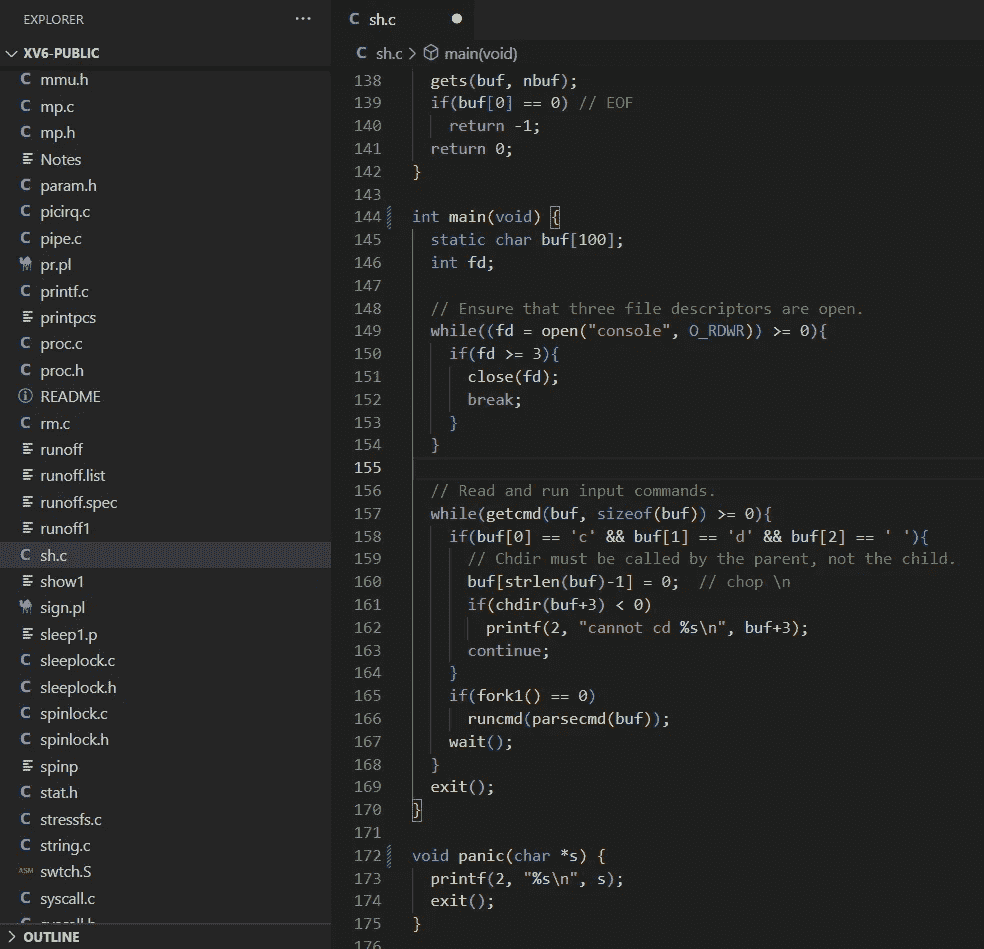 EXPLORER
XV6-PUBLIC
mmu.h
mp.c
mp.h
Notes
param.h
picirq.c
pipe.c
pr.pl
printf.c
printpcs
proc.c
proc.h
README
rm.c
runoff
runoff.list
runoff.spec
runoff1
sh.c
show1
sign.pl
sleep1.p
sleeplock.c
sleeplock.h
spinlock.c
spinlock.h
spinp
stat.h
stressfs.c
string.c
ASM swtch.S
syscall.c
syscall.h
OUTLINE
C sh.c
C sh.c > main(void)
138 gets(buf, nbuf);
139 if(buf[0] == 0) // EOF
140 return -1;
141 return 0;
142 }
143
144 int main(void) {
145 static char buf[100];
146 int fd;
147
148 // Ensure that three file descriptors are open.
149 while((fd = open("console", O_RDWR)) >= 0){
150 if(fd >= 3){
151 close(fd);
152 break;
153 }
154 }
155
156 // Read and run input commands.
157 while(getcmd(buf, sizeof(buf)) >= 0){
158 if(buf[0] == 'c' && buf[1] == 'd' && buf[2] == ' '){
159 // Chdir must be called by the parent, not the child.
160 buf[strlen(buf)-1] = 0;  // chop \n
161 if(chdir(buf+3) < 0)
162 printf(2, "cannot cd %s\n", buf+3);
163 continue;
164 }
165 if(fork1() == 0)
166 runcmd(parsecmd(buf));
167 wait();
168 }
169 exit();
170 }
171
172 void panic(char *s) {
173 printf(2, "%s\n", s);
174 exit();
175 }
176